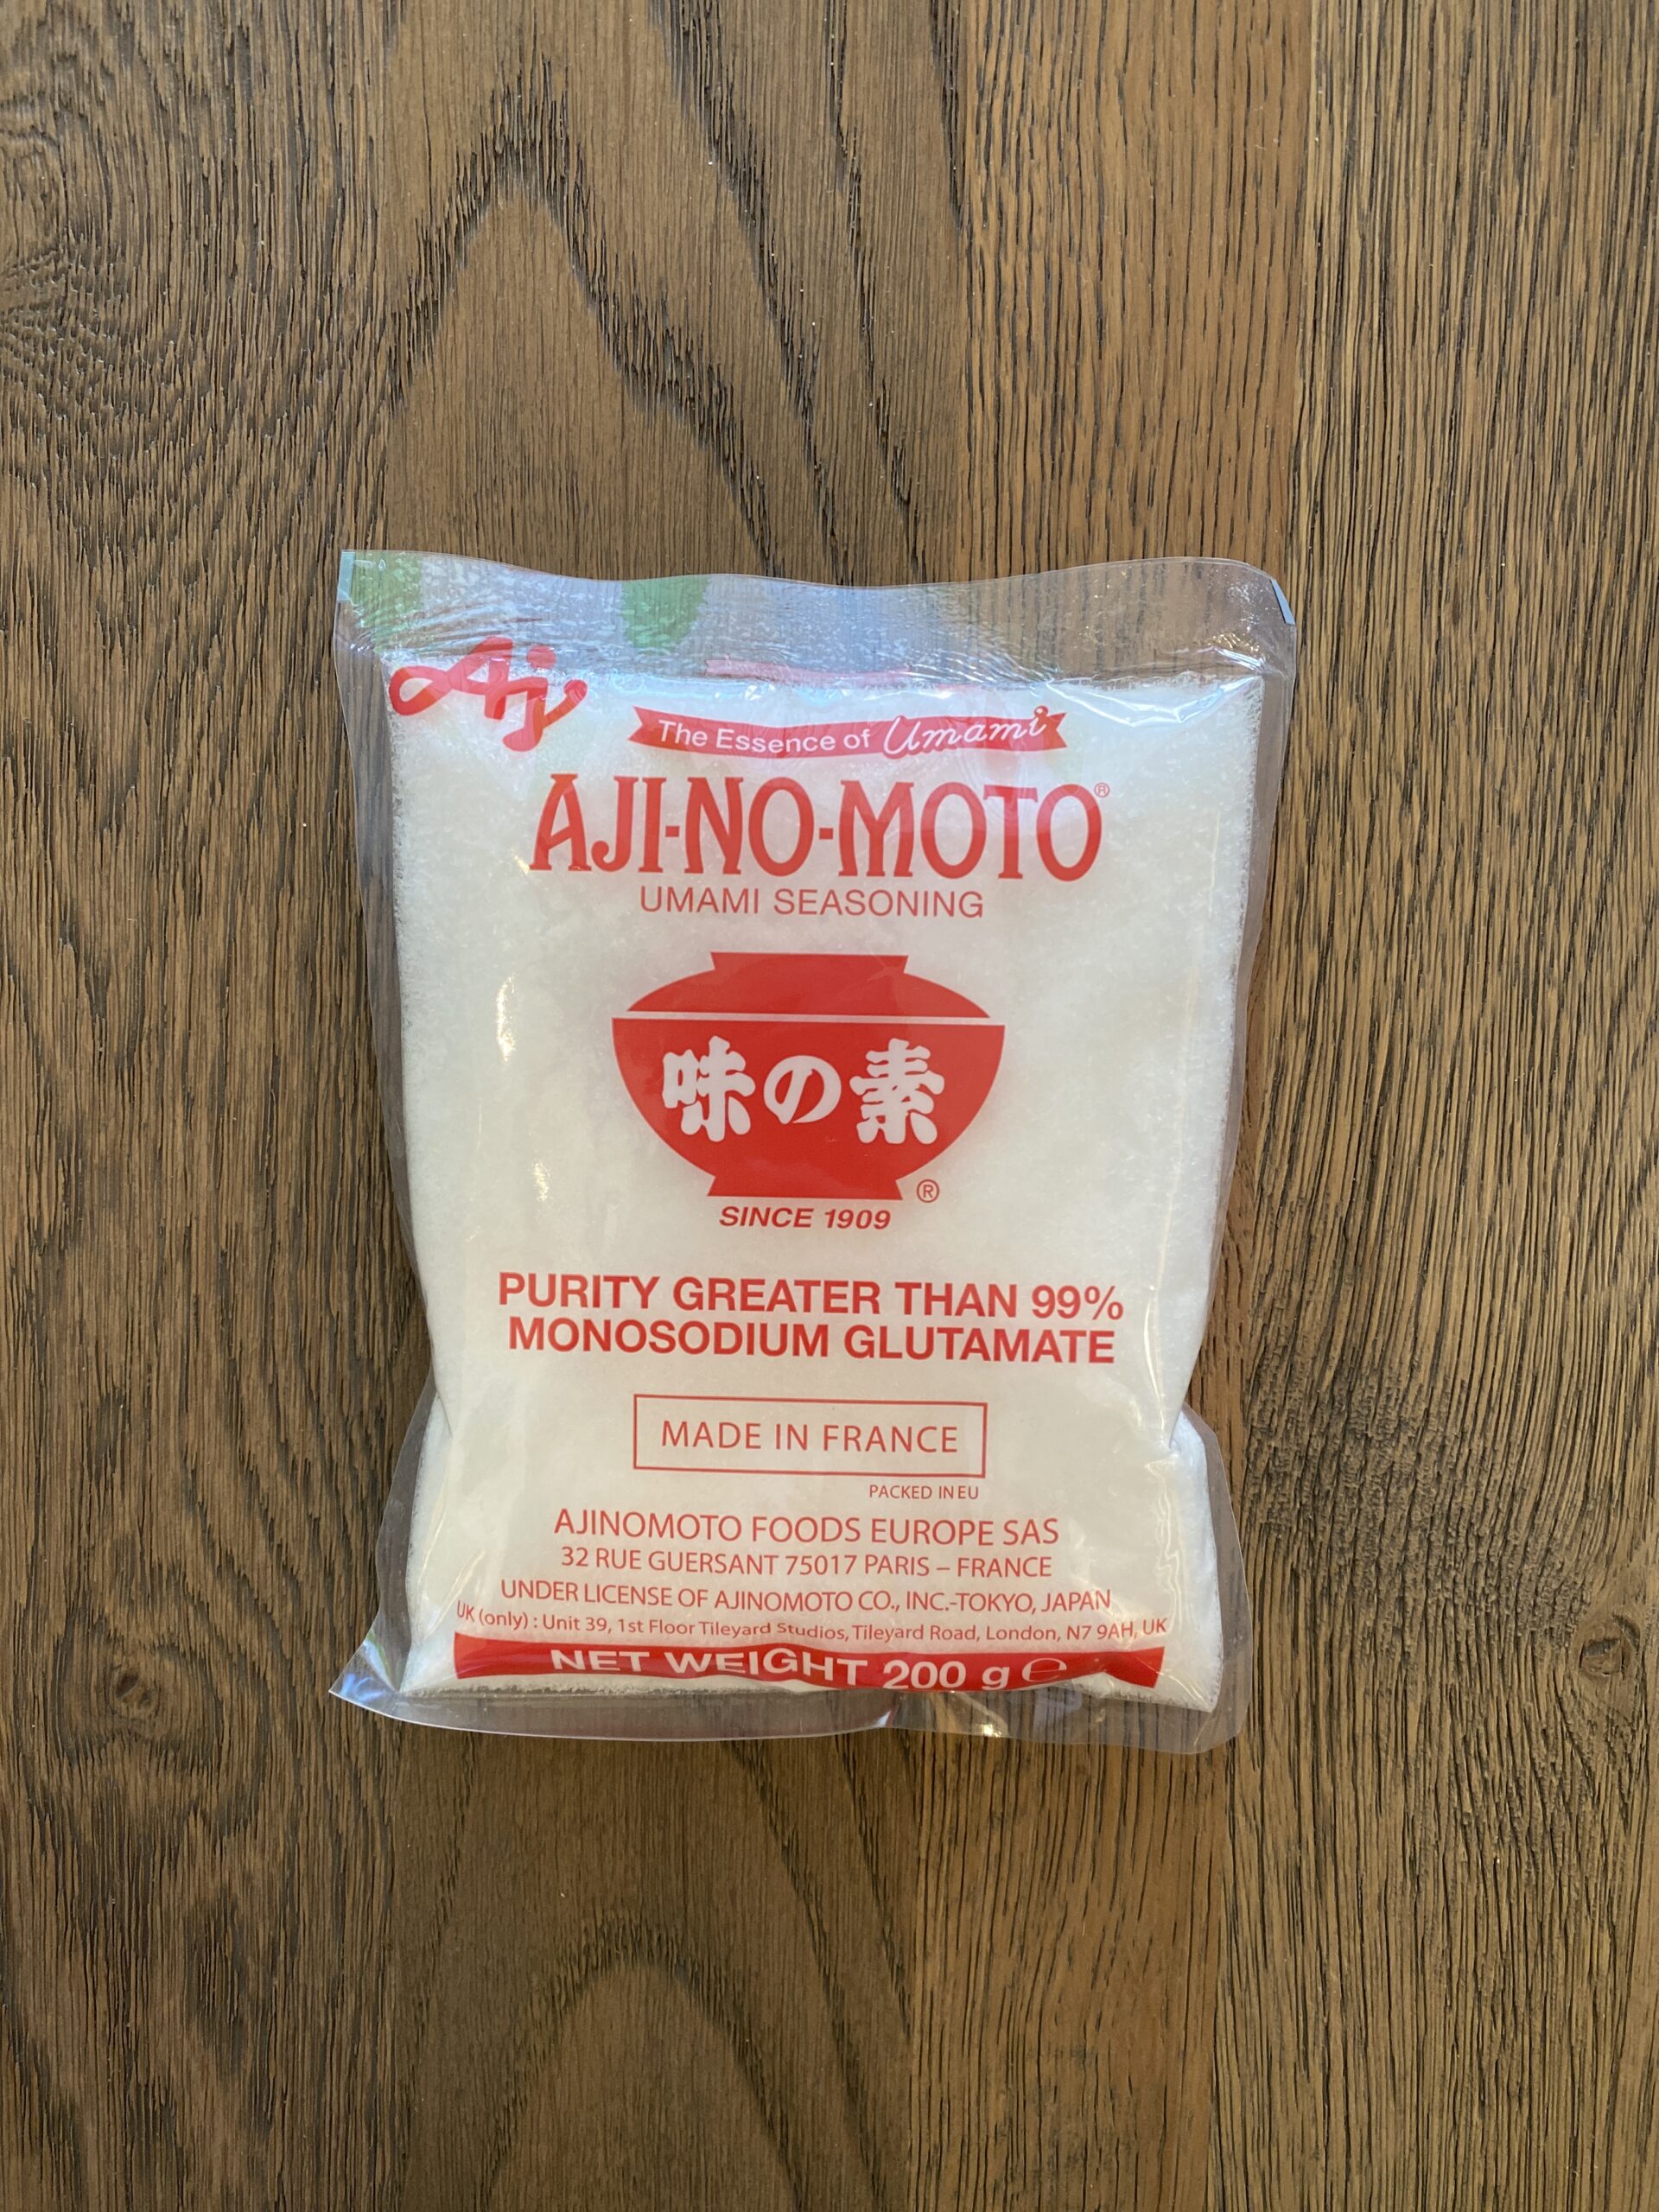 Aj
The Essence of Umami
AJI-NO-MOTO®
UMAMI SEASONING
味の素
®
SINCE 1909
PURITY GREATER THAN 99%
MONOSODIUM GLUTAMATE
MADE IN FRANCE
PACKED IN EU
AJINOMOTO FOODS EUROPE SAS
32 RUE GUERSANT 75017 PARIS – FRANCE
UNDER LICENSE OF AJINOMOTO CO., INC.-TOKYO, JAPAN
UK (only) : Unit 39, 1st Floor Tileyard Studios, Tileyard Road, London, N7 9AH, UK
NET WEIGHT 200 g ℮